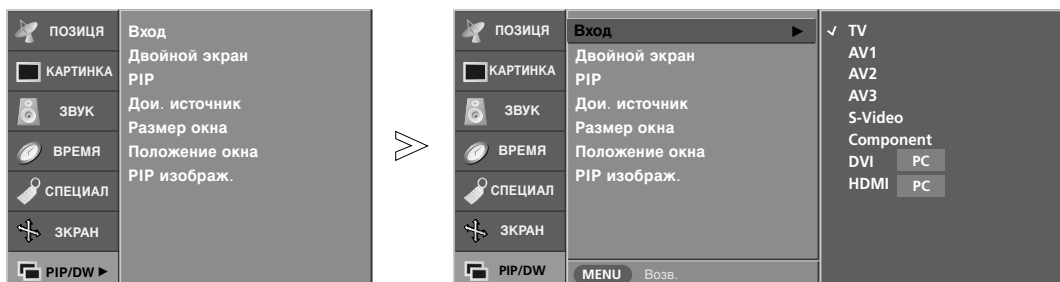 ПОЗИЦЯ
КАРТИНКА
ЗВУК
ВРЕМЯ
СПЕЦИАЛ
ЗКРАН
PIP/DW ►
Вход
Двойной экран
PIP
Дои. источник
Размер окна
Положение окна
PIP изображ.
ПОЗИЦЯ
КАРТИНКА
ЗВУК
ВРЕМЯ
СПЕЦИАЛ
ЗКРАН
PIP/DW
Вход ►
Двойной экран
PIP
Дои. источник
Размер окна
Положение окна
PIP изображ.
MENU Возв.
✓ TV
AV1
AV2
AV3
S-Video
Component
DVI PC
HDMI PC